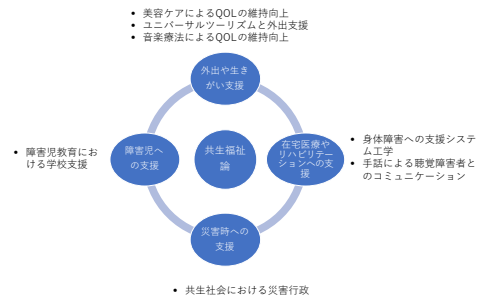 • 美容ケアによるQOLの維持向上
• ユニバーサルツーリズムと外出支援
• 音楽療法によるQOLの維持向上
外出や生き
がい支援
• 障害児教育にお
ける学校支援
障害児へ
の支援
共生福祉
論
在宅医療や
リハビリテー
ションへの支
援
• 身体障害への支援システ
ム工学
• 手話による聴覚障害者と
のコミュニケーション
災害時への
支援
• 共生社会における災害行政